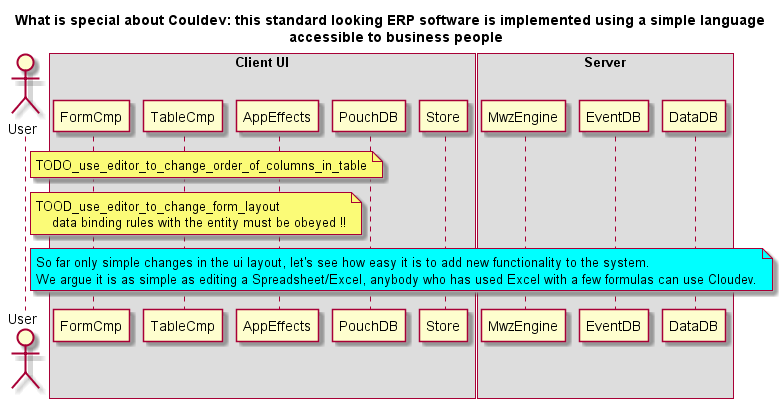 What is special about Couldev: this standard looking ERP software is implemented using a simple language
accessible to business people
Client UI
Server
User
FormCmp
TableCmp
AppEffects
PouchDB
Store
MwzEngine
EventDB
DataDB
TODO_use_editor_to_change_order_of_columns_in_table
TOOD_use_editor_to_change_form_layout
data binding rules with the entity must be obeyed !!
So far only simple changes in the ui layout, let's see how easy it is to add new functionality to the system.
We argue it is as simple as editing a Spreadsheet/Excel, anybody who has used Excel with a few formulas can use Cloudev.
User
FormCmp
TableCmp
AppEffects
PouchDB
Store
MwzEngine
EventDB
DataDB